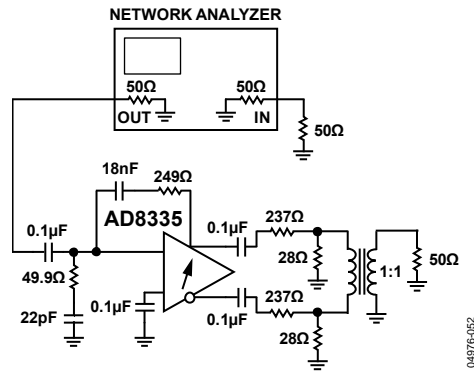 NETWORK ANALYZER
50Ω
50Ω
OUT
IN
50Ω
18nF
249Ω
AD8335
0.1µF
0.1µF
237Ω
49.9Ω
28Ω
1:1
50Ω
0.1µF
237Ω
22pF
0.1µF
28Ω
04976-052